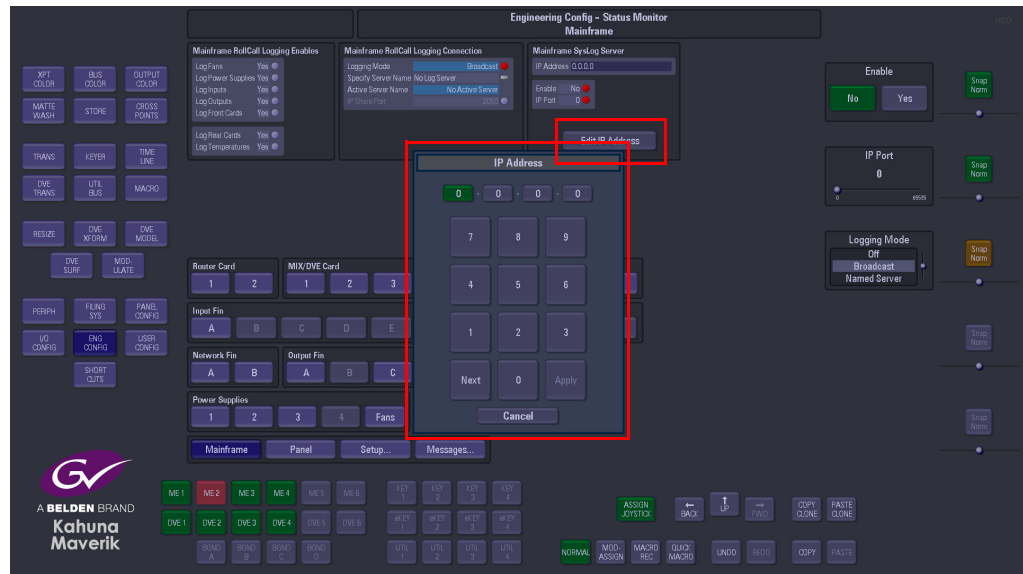 Engineering Config - Status Monitor
Mainframe
HDD
XPT COLOR
BUS COLOR
OUTPUT COLOR
MATTE WASH
STORE
CROSS POINTS
TRANS
KEYER
TIME LINE
DVE TRANS
UTIL BUS
MACRO
RESIZE
DVE XFORM
DVE MODEL
DVE SURF
MOD- ULATE
PERIPH
FILING SYS
PANEL CONFIG
I/O CONFIG
ENG CONFIG
USER CONFIG
SHORT CUTS
Mainframe RollCall Logging Enables
Log Fans Yes
Log Power Supplies Yes
Log Inputs Yes
Log Outputs Yes
Log Front Cards Yes
Log Rear Cards Yes
Log Temperatures Yes
Mainframe RollCall Logging Connection
Logging Mode Broadcast
Specify Server Name No Log Server
Active Server Name No Active Server
IP Share Port 2050
Mainframe SysLog Server
IP Address 0.0.0.0
Enable No
IP Port 0
Edit IP Address
IP Address
0 . 0 . 0 . 0
7 8 9
4 5 6
1 2 3
Next 0 Apply
Cancel
Router Card
1 2
MIX/DVE Card
1 2 3
Input Fin
A B C D E
Network Fin
A B
Output Fin
A B C
Power Supplies
1 2 3 4 Fans
Mainframe Panel Setup... Messages...
Enable
No Yes
Snap Norm
IP Port
0
0 65535
Snap Norm
Logging Mode
Off
Broadcast
Named Server
Snap Norm
Snap Norm
Snap Norm
GV
A BELDEN BRAND
Kahuna
Maverik
ME 1 ME 2 ME 3 ME 4 ME 5 ME 6
KEY 1 KEY 2 KEY 3 KEY 4
DVE 1 DVE 2 DVE 3 DVE 4 DVE 5 DVE 6
eKEY 1 eKEY 2 eKEY 3 eKEY 4
BGND A BGND B BGND C BGND D
UTIL 1 UTIL 2 UTIL 3 UTIL 4
ASSIGN JOYSTICK
BACK
UP
FWD
COPY CLONE
PASTE CLONE
NORMAL
MOD- ASSIGN
MACRO REC
QUICK MACRO
UNDO
REDO
COPY
PASTE